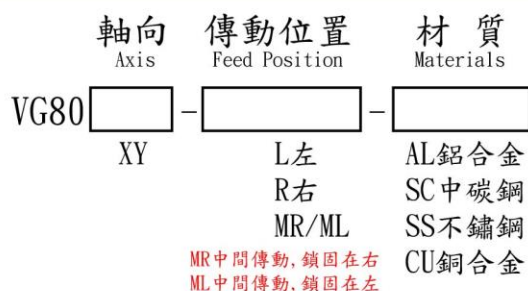 軸向 傳動位置 材質
Axis Feed Position Materials
VG80 - -
XY L左 AL鋁合金
R右 SC中碳鋼
MR/ML SS不鏽鋼
MR中間傳動,鎖固在右 CU銅合金
ML中間傳動,鎖固在左